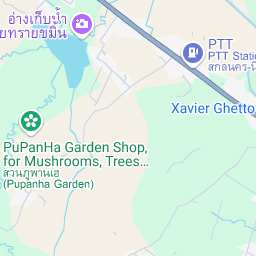 อ่างเก็บน้ำ
ยทรายขมิ้น
PTT
PTT Stati
สกลนคร-นิ
Xavier Ghetto
PuPanHa Garden Shop,
for Mushrooms, Trees...
สวนภูพานเฮ
(Pupanha Garden)